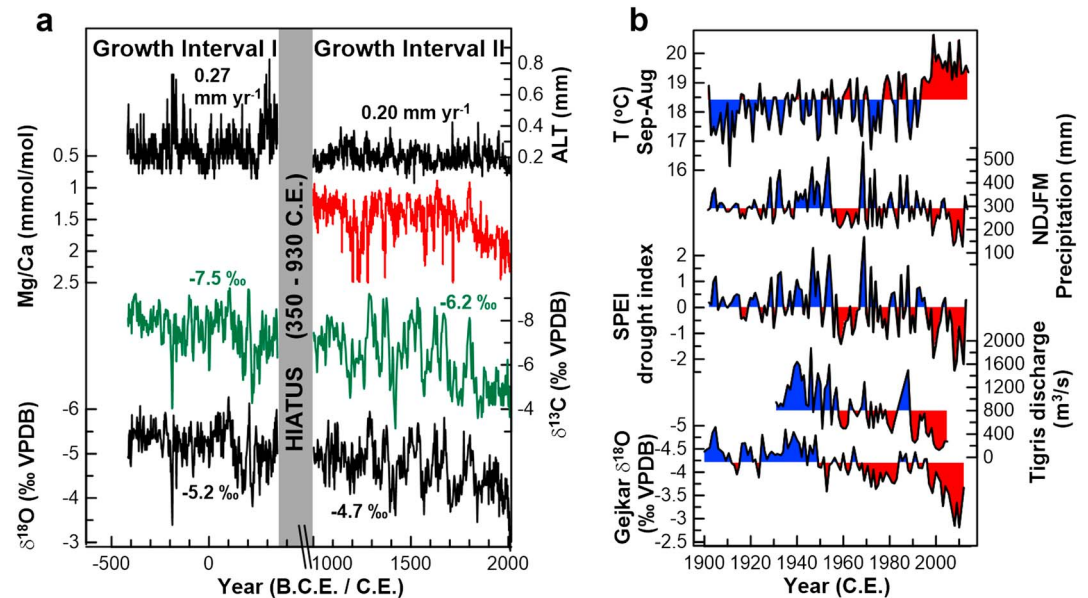 a
Growth Interval I
Growth Interval II
0.27
mm yr-1
0.20 mm yr-1
0.8
0.6
0.4
0.2
ALT (mm)
0.5
1
1.5
2
2.5
Mg/Ca (mmol/mol)
HIATUS (350 - 930 C.E.)
-7.5 ‰
-6.2 ‰
-8
-6
-4
δ13C (‰ VPDB)
-6
-5
-4
-3
δ18O (‰ VPDB)
-5.2 ‰
-4.7 ‰
-500 0 1000 1500 2000
Year (B.C.E. / C.E.)
b
20
19
18
17
16
T (°C)
Sep-Aug
500
400
300
200
100
NDJFM
Precipitation (mm)
2
1
0
-1
-2
SPEI
drought index
2000
1600
1200
800
400
0
Tigris discharge
(m3/s)
-5
-4.5
-4
-3.5
-3
-2.5
Gejkar δ18O
(‰ VPDB)
1900 1920 1940 1960 1980 2000
Year (C.E.)